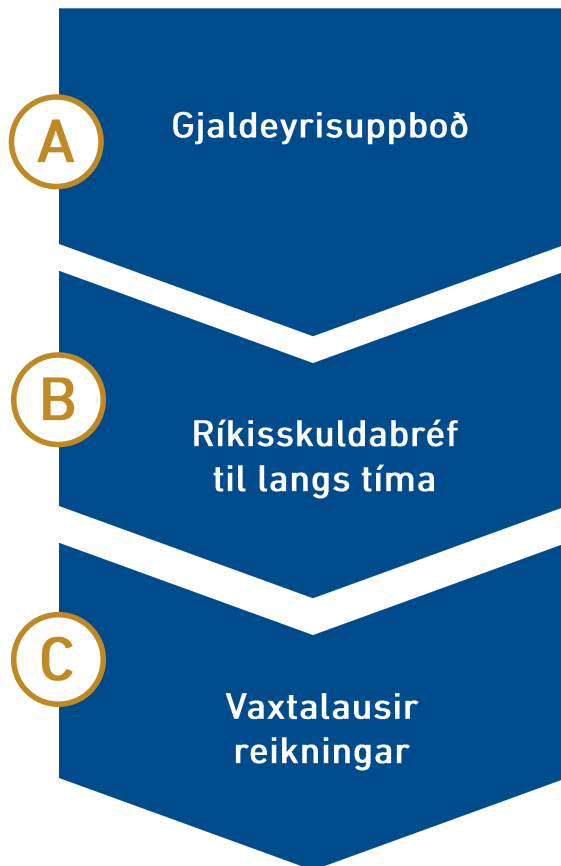 A
Gjaldeyrisuppboð
B
Ríkisskuldabréf
til langs tíma
C
Vaxtalausir
reikningar